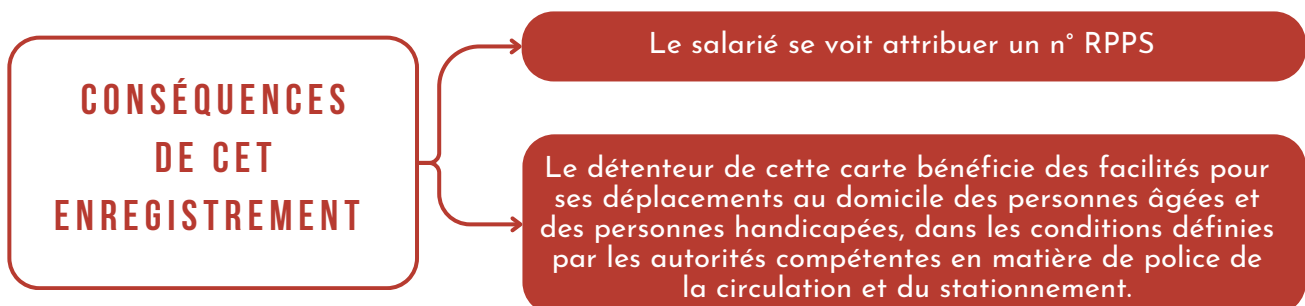 CONSÉQUENCES
DE CET
ENREGISTREMENT
Le salarié se voit attribuer un n° RPPS
Le détenteur de cette carte bénéficie des facilités pour
ses déplacements au domicile des personnes âgées et
des personnes handicapées, dans les conditions définies
par les autorités compétentes en matière de police de
la circulation et du stationnement.